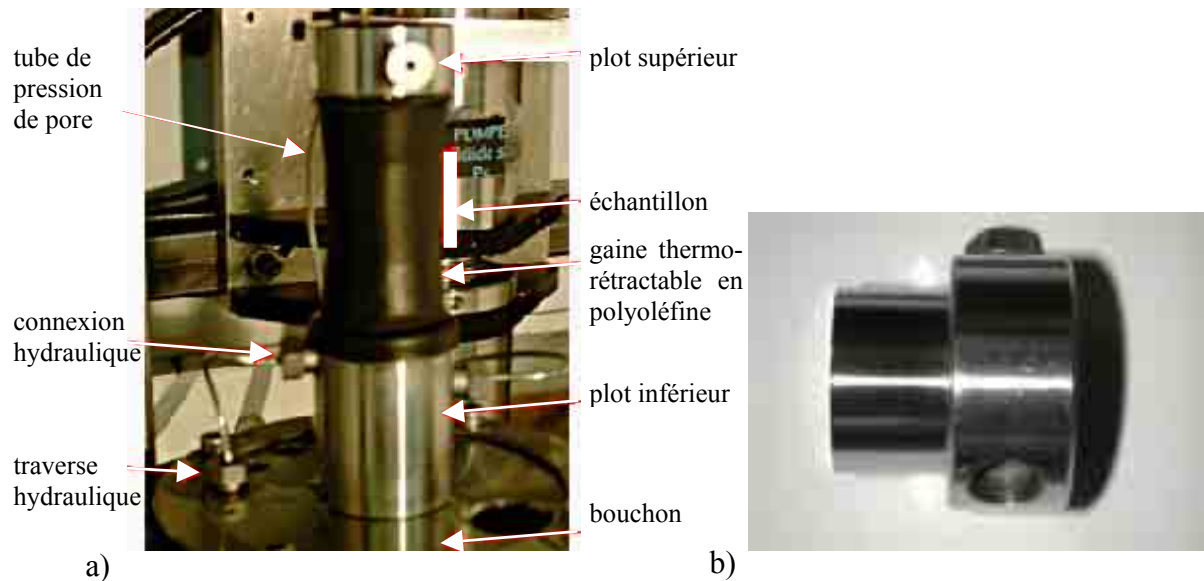 tube de
pression
de pore
connexion
hydraulique
traverse
hydraulique
a)
PUMPE
plot supérieur
échantillon
gaine thermo-
rétractable en
polyoléfine
plot inférieur
bouchon
b)